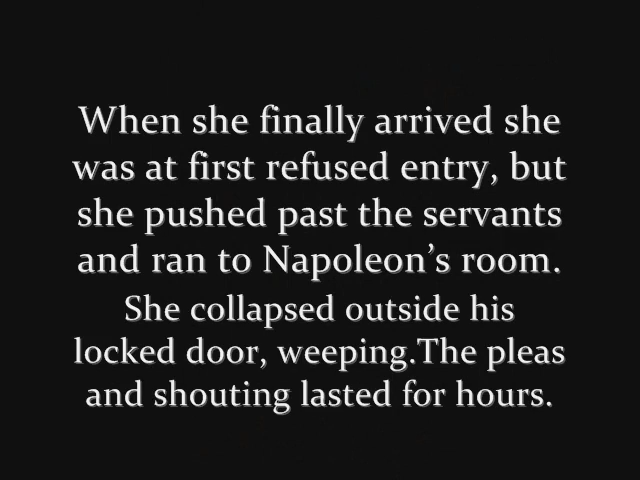 When she finally arrived she
was at first refused entry, but
she pushed past the servants
and ran to Napoleon’s room.
She collapsed outside his
locked door, weeping.The pleas
and shouting lasted for hours.